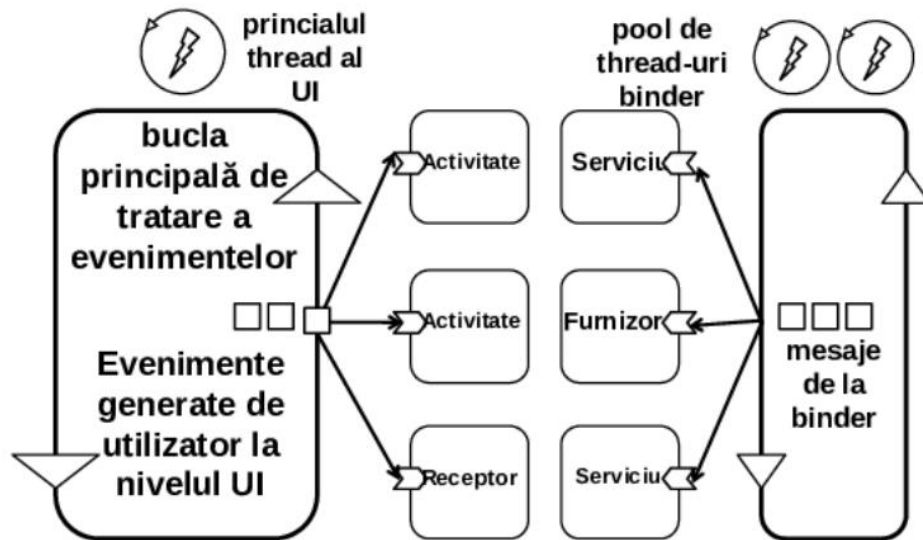 princialul
thread al
UI
pool de
thread-uri
binder
bucla
principală de
tratare a
evenimentelor
Evenimente
generate de
utilizator la
nivelul UI
Activitate
Serviciu
Activitate
Furnizor
Receptor
Serviciu
mesaje
de la
binder